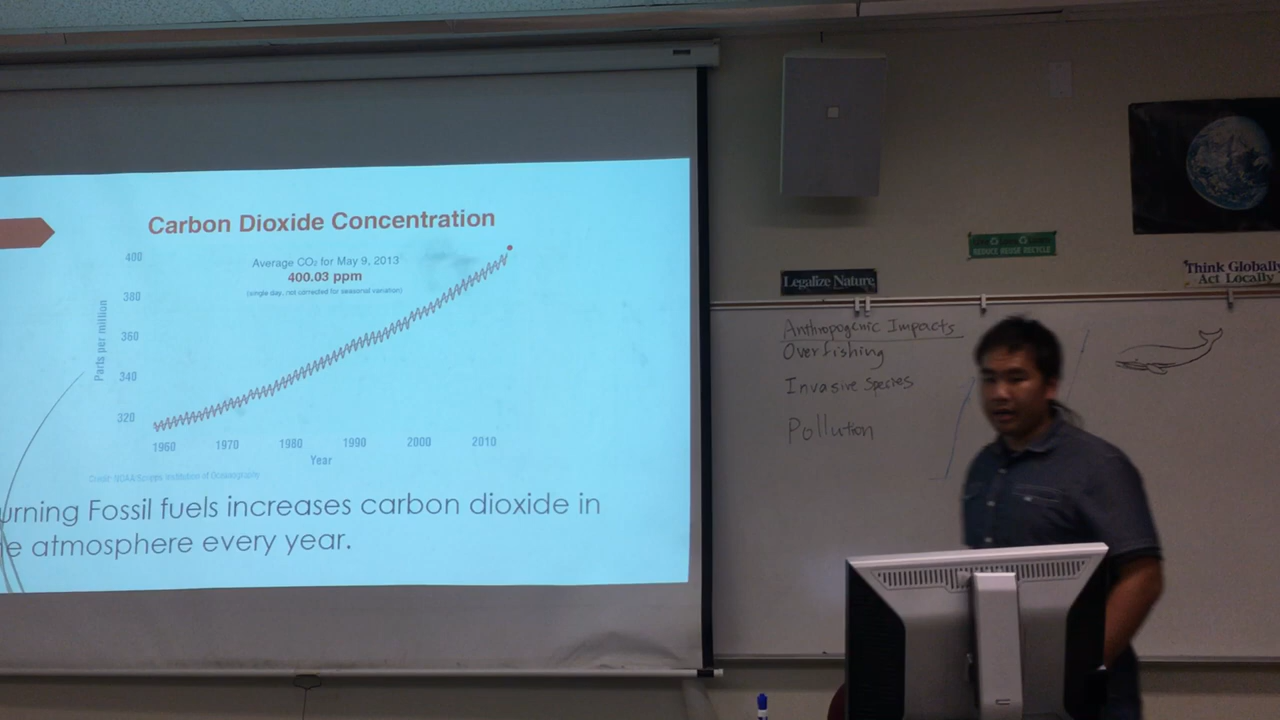 Carbon Dioxide Concentration
Average CO₂ for May 9, 2013
400.03 ppm
(single day, not corrected for seasonal variation)
Parts per million
400
380
360
340
320
1960 1970 1980 1990 2000 2010
Year
Credit: NOAA/Scripps Institution of Oceanography
urning Fossil fuels increases carbon dioxide in
e atmosphere every year.
REDUCE REUSE RECYCLE
Legalize Nature
Think Globally
Act Locally
Anthropogenic Impacts
Overfishing
Invasive Species
Pollution